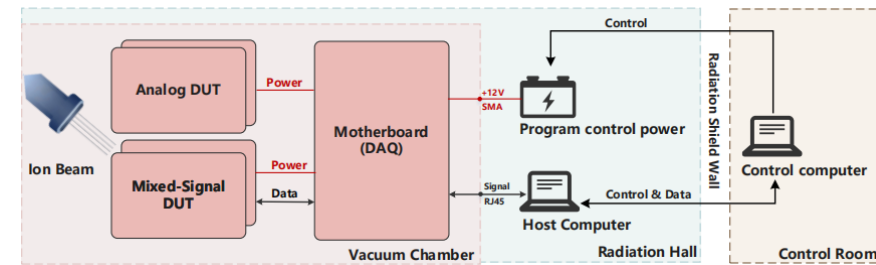 Control
Analog DUT
Power
+12V
SMA
Motherboard
(DAQ)
Program control power
Radiation Shield Wall
Ion Beam
Power
Mixed-Signal
DUT
Data
Signal
RJ45
Control & Data
Control computer
Host Computer
Vacuum Chamber
Radiation Hall
Control Room